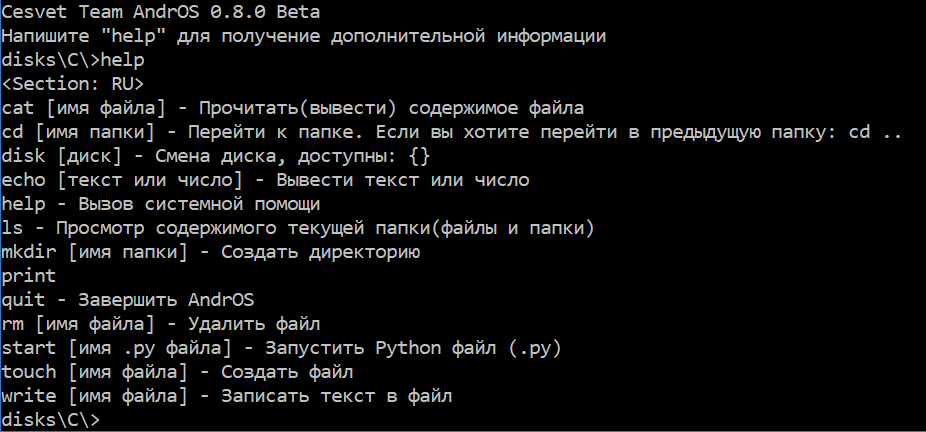 Cesvet Team AndrOS 0.8.0 Beta
Напишите "help" для получение дополнительной информации
disks\C\>help
<Section: RU>
cat [имя файла] - Прочитать(вывести) содержимое файла
cd [имя папки] - Перейти к папке. Если вы хотите перейти в предыдущую папку: cd ..
disk [диск] - Смена диска, доступны: {}
echo [текст или число] - Вывести текст или число
help - Вызов системной помощи
ls - Просмотр содержимого текущей папки(файлы и папки)
mkdir [имя папки] - Создать директорию
print
quit - Завершить AndrOS
rm [имя файла] - Удалить файл
start [имя .py файла] - Запустить Python файл (.py)
touch [имя файла] - Создать файл
write [имя файла] - Записать текст в файл
disks\C\>